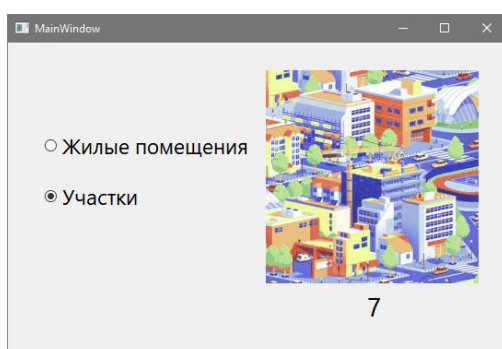 MainWindow
Жилые помещения
Участки
7